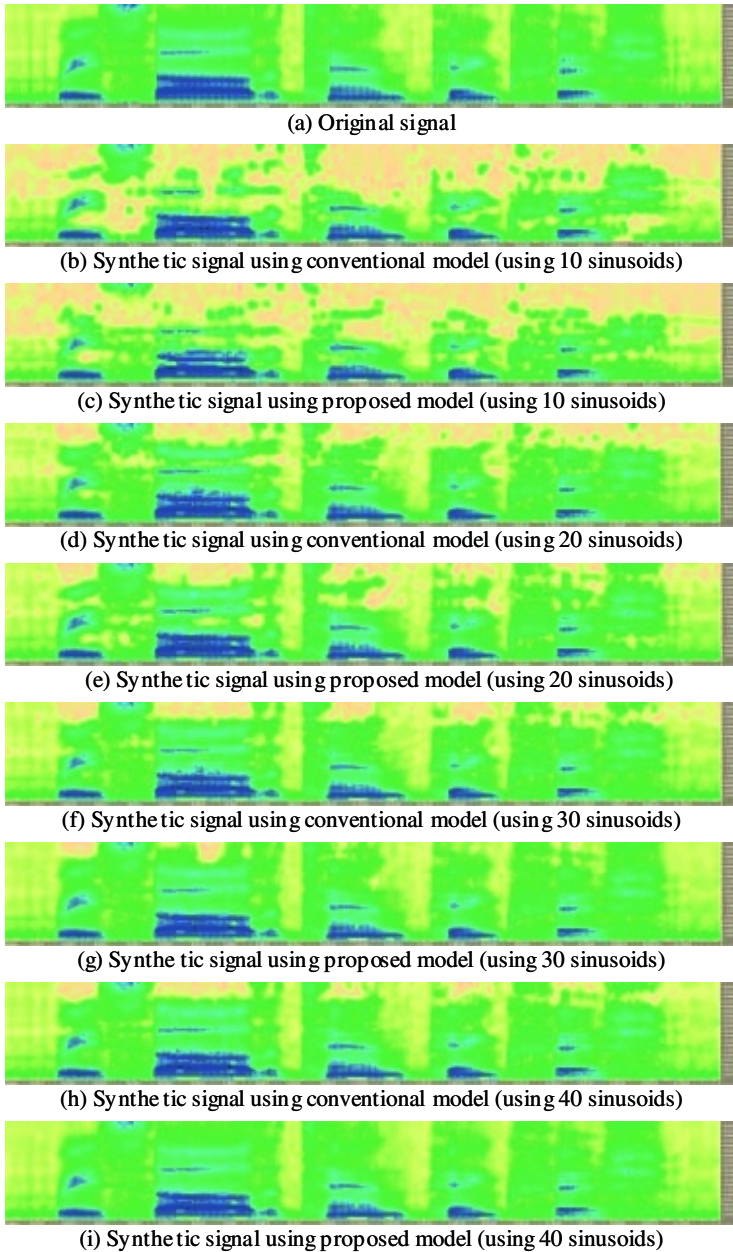 (a) Original signal
(b) Synthetic signal using conventional model (using 10 sinusoids)
(c) Synthetic signal using proposed model (using 10 sinusoids)
(d) Synthetic signal using conventional model (using 20 sinusoids)
(e) Synthetic signal using proposed model (using 20 sinusoids)
(f) Synthetic signal using conventional model (using 30 sinusoids)
(g) Synthetic signal using proposed model (using 30 sinusoids)
(h) Synthetic signal using conventional model (using 40 sinusoids)
(i) Synthetic signal using proposed model (using 40 sinusoids)